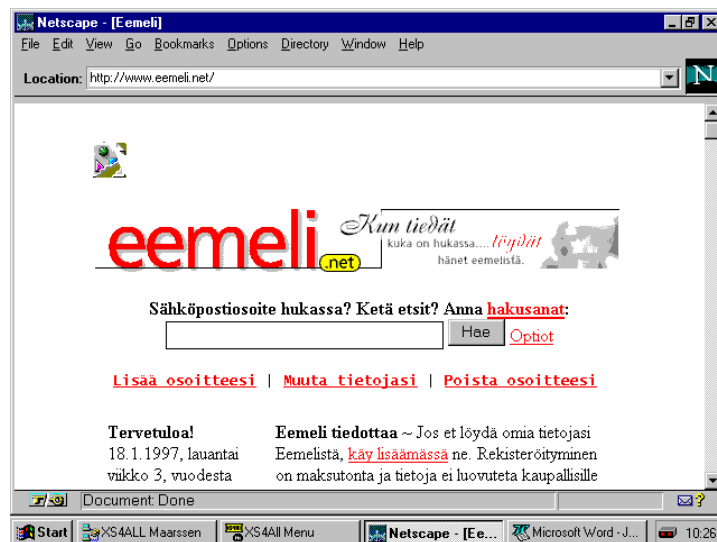 Netscape - [Eemeli]
File Edit View Go Bookmarks Options Directory Window Help
Location: http://www.eemeli.net/
N
eemeli
.net
Kun tiedät
kuka on hukassa.... löydät
hänet eemelistä.
Sähköpostiosoite hukassa? Ketä etsit? Anna hakusanat:
Hae Optiot
Lisää osoitteesi | Muuta tietojasi | Poista osoitteesi
Tervetuloa!
18.1.1997, lauantai
viikko 3, vuodesta
Eemeli tiedottaa ~ Jos et löydä omia tietojasi
Eemelistä, käy lisäämässä ne. Rekisteröityminen
on maksutonta ja tietoja ei luovuteta kaupallisille
Document: Done
Start XS4ALL Maarssen XS4All Menu Netscape - [Ee... Microsoft Word - J... 10:26